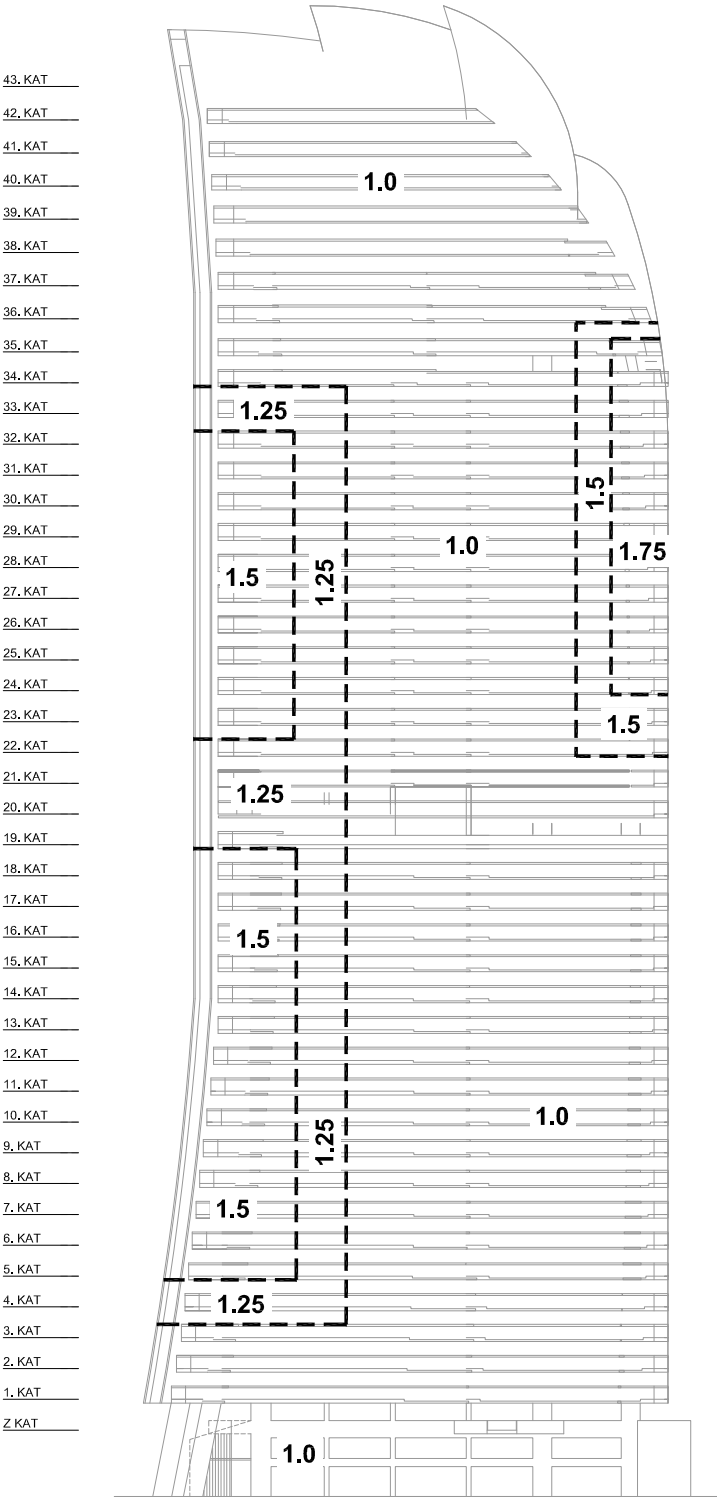 43. KAT
42. KAT
41. KAT
40. KAT
1.0
39. KAT
38. KAT
37. KAT
36. KAT
35. KAT
34. KAT
33. KAT
1.25
32. KAT
31. KAT
30. KAT
1.5
29. KAT
1.0
1.75
28. KAT
1.5
1.25
27. KAT
26. KAT
25. KAT
24. KAT
23. KAT
1.5
22. KAT
21. KAT
1.25
20. KAT
19. KAT
18. KAT
17. KAT
16. KAT
1.5
15. KAT
14. KAT
13. KAT
12. KAT
11. KAT
10. KAT
1.0
9. KAT
1.25
8. KAT
7. KAT
1.5
6. KAT
5. KAT
4. KAT
1.25
3. KAT
2. KAT
1. KAT
Z KAT
1.0